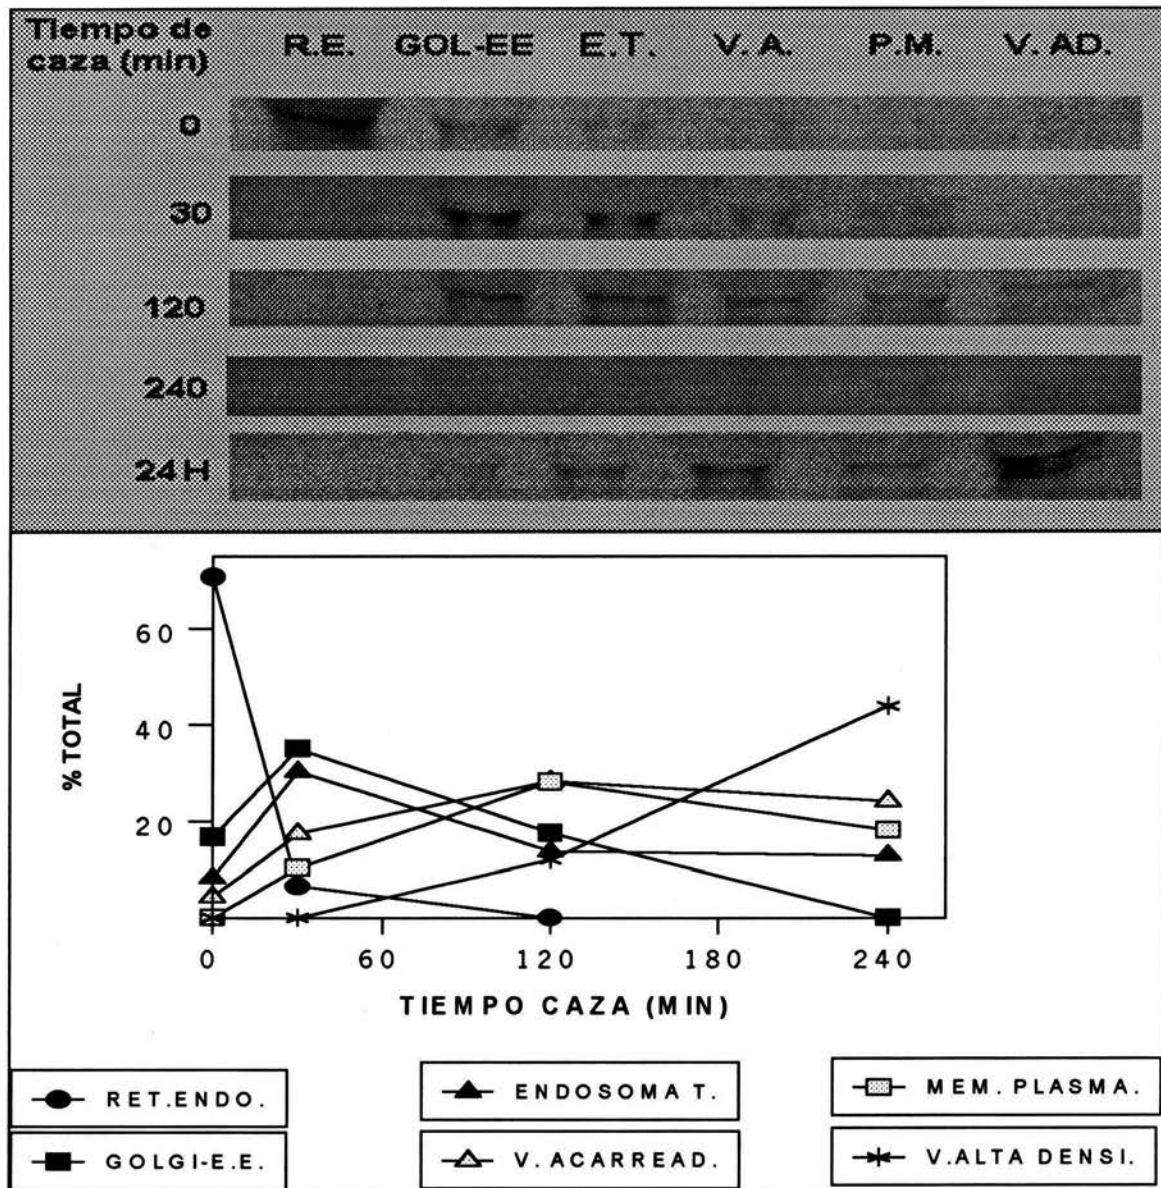 Tiempo de caza (min) R.E. GOL-EE E.T. V. A. P.M. V. AD.
0
30
120
240
24H
60
40
20
% TOTAL
0 60 120 180 240
TIEMPO CAZA (MIN)
RET.ENDO. ENDOSOMA T. MEM. PLASMA.
GOLGI-E.E. V. ACARREAD. V.ALTA DENSI.